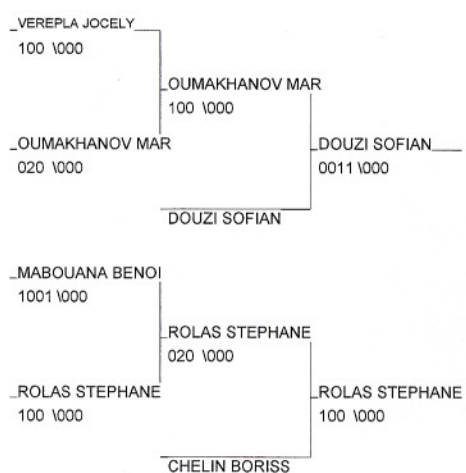 VEREPLA JOCELY
100 \000
OUMAKHANOV MAR
100 \000
OUMAKHANOV MAR
020 \000
DOUZI SOFIAN
0011 \000
DOUZI SOFIAN
MABOUANA BENOI
1001 \000
ROLAS STEPHANE
020 \000
ROLAS STEPHANE
100 \000
ROLAS STEPHANE
100 \000
CHELIN BORISS